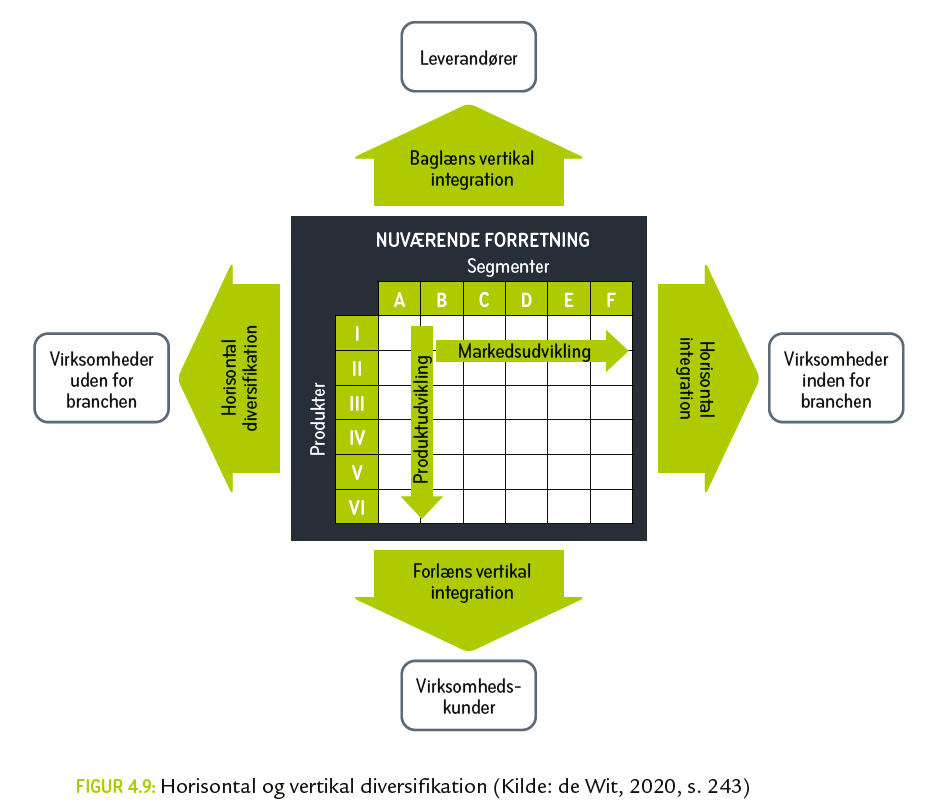 Leverandører
Baglæns vertikal
integration
NUVÆRENDE FORRETNING
Segmenter
A B C D E F
Produkter
I
II
III
IV
V
VI
Markedsudvikling
Produktudvikling
Horisontal
diversifikation
Virksomheder
uden for
branchen
Horisontal
integration
Virksomheder
inden for
branchen
Forlæns vertikal
integration
Virksomheds-
kunder
FIGUR 4.9: Horisontal og vertikal diversifikation (Kilde: de Wit, 2020, s. 243)